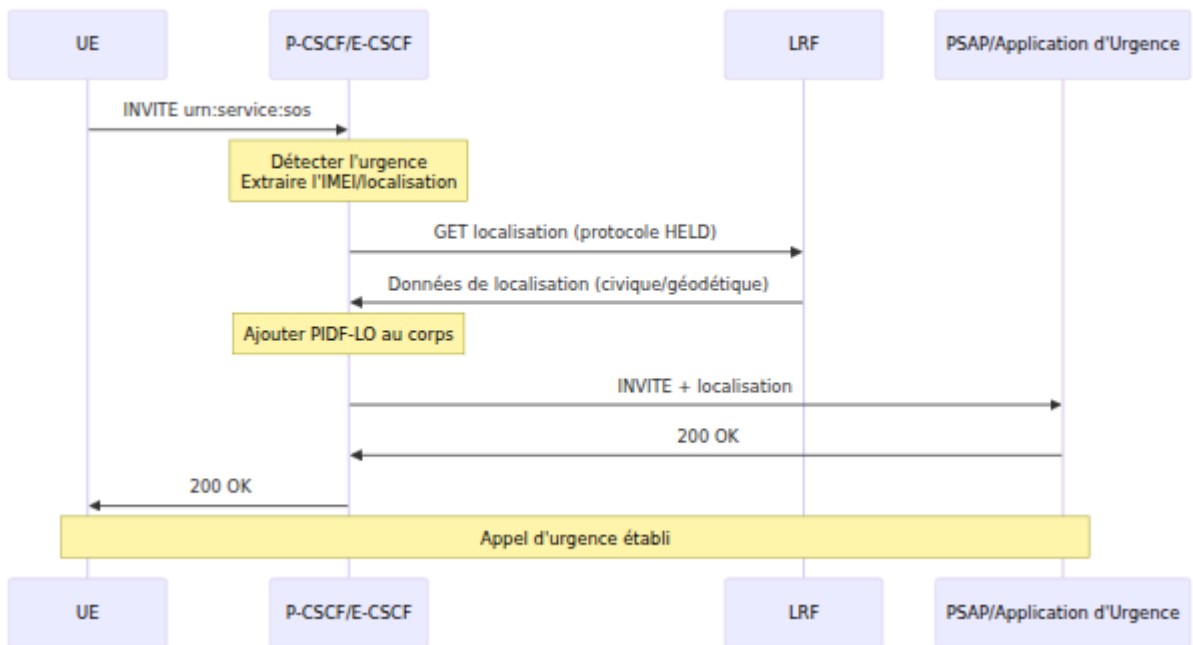 UE
P-CSCF/E-CSCF
LRF
PSAP/Application d'Urgence
INVITE urn:service:sos
Détecter l'urgence
Extraire l'IMEI/localisation
GET localisation (protocole HELD)
Données de localisation (civique/géodétique)
Ajouter PIDF-LO au corps
INVITE + localisation
200 OK
200 OK
Appel d'urgence établi
UE
P-CSCF/E-CSCF
LRF
PSAP/Application d'Urgence